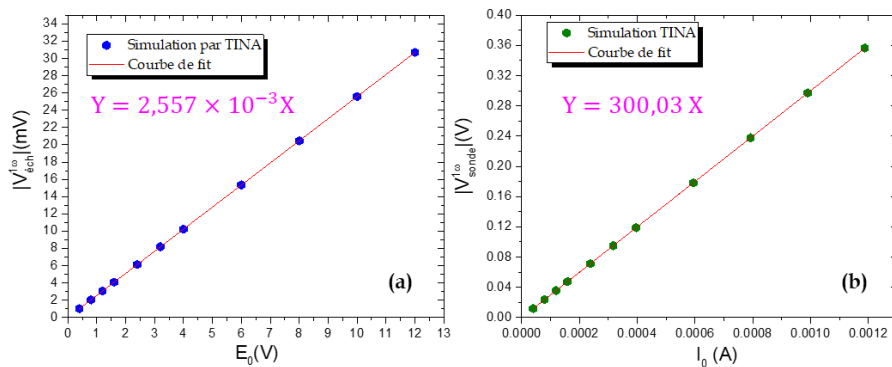 34
32
30
28
26
24
22
20
18
16
14
12
10
8
6
4
2
0
|V^{1ω}_{éch}|(mV)
Simulation par TINA
Courbe de fit
Y = 2,557 × 10^{−3}X
(a)
0 1 2 3 4 5 6 7 8 9 10 11 12 13
E_0(V)
0.40
0.36
0.32
0.28
0.24
0.20
0.16
0.12
0.08
0.04
0.00
|V^{1ω}_{sonde}|(V)
Simulation TINA
Courbe de fit
Y = 300,03 X
(b)
0.0000 0.0002 0.0004 0.0006 0.0008 0.0010 0.0012
I_0 (A)